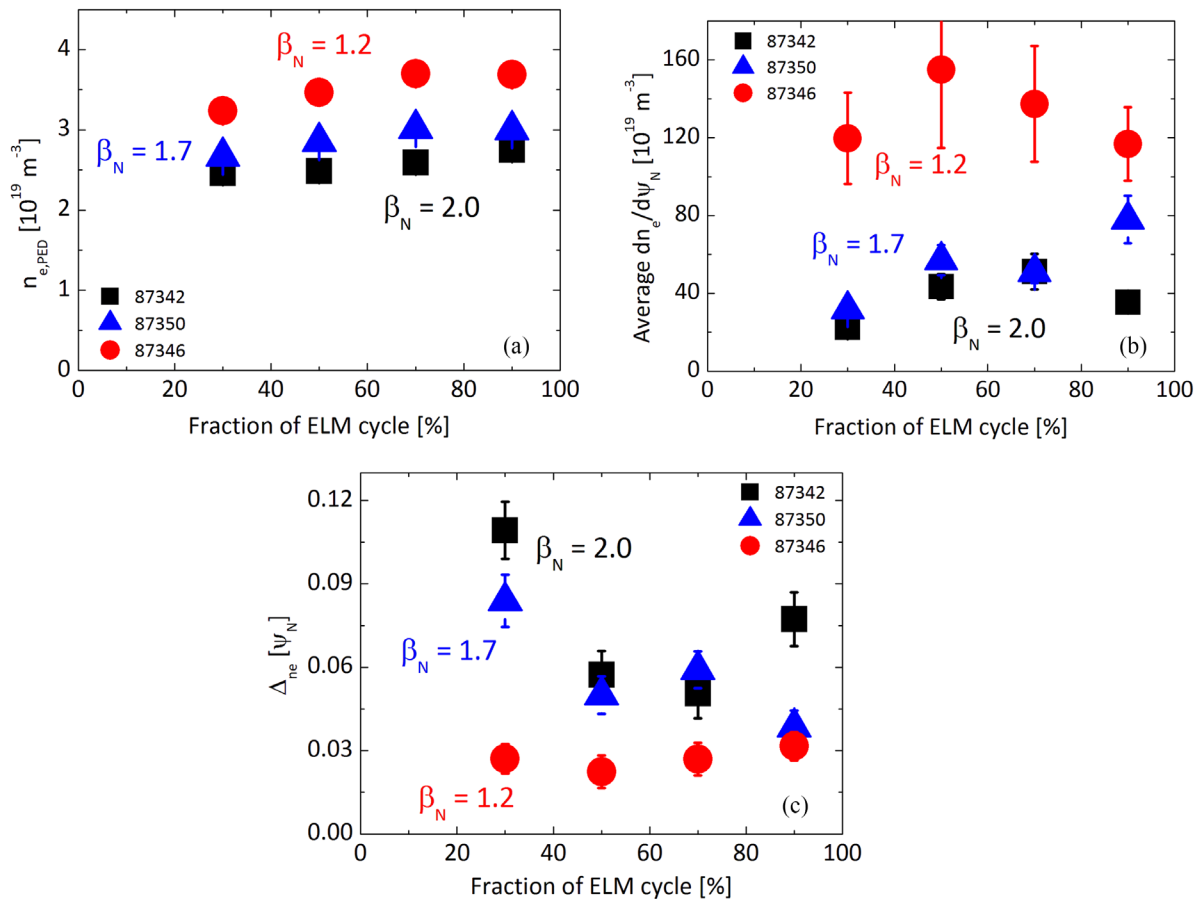 n_e,PED [10^19 m^-3]
4
3
2
1
0
β_N = 1.2
β_N = 1.7
β_N = 2.0
87342
87350
87346
(a)
0 20 40 60 80 100
Fraction of ELM cycle [%]
Average dn_e/dψ_N [10^19 m^-3]
160
120
80
40
0
87342
87350
87346
β_N = 1.2
β_N = 1.7
β_N = 2.0
(b)
0 20 40 60 80 100
Fraction of ELM cycle [%]
Δ_ne [ψ_N]
0.12
0.09
0.06
0.03
0.00
87342
87350
87346
β_N = 2.0
β_N = 1.7
β_N = 1.2
(c)
0 20 40 60 80 100
Fraction of ELM cycle [%]